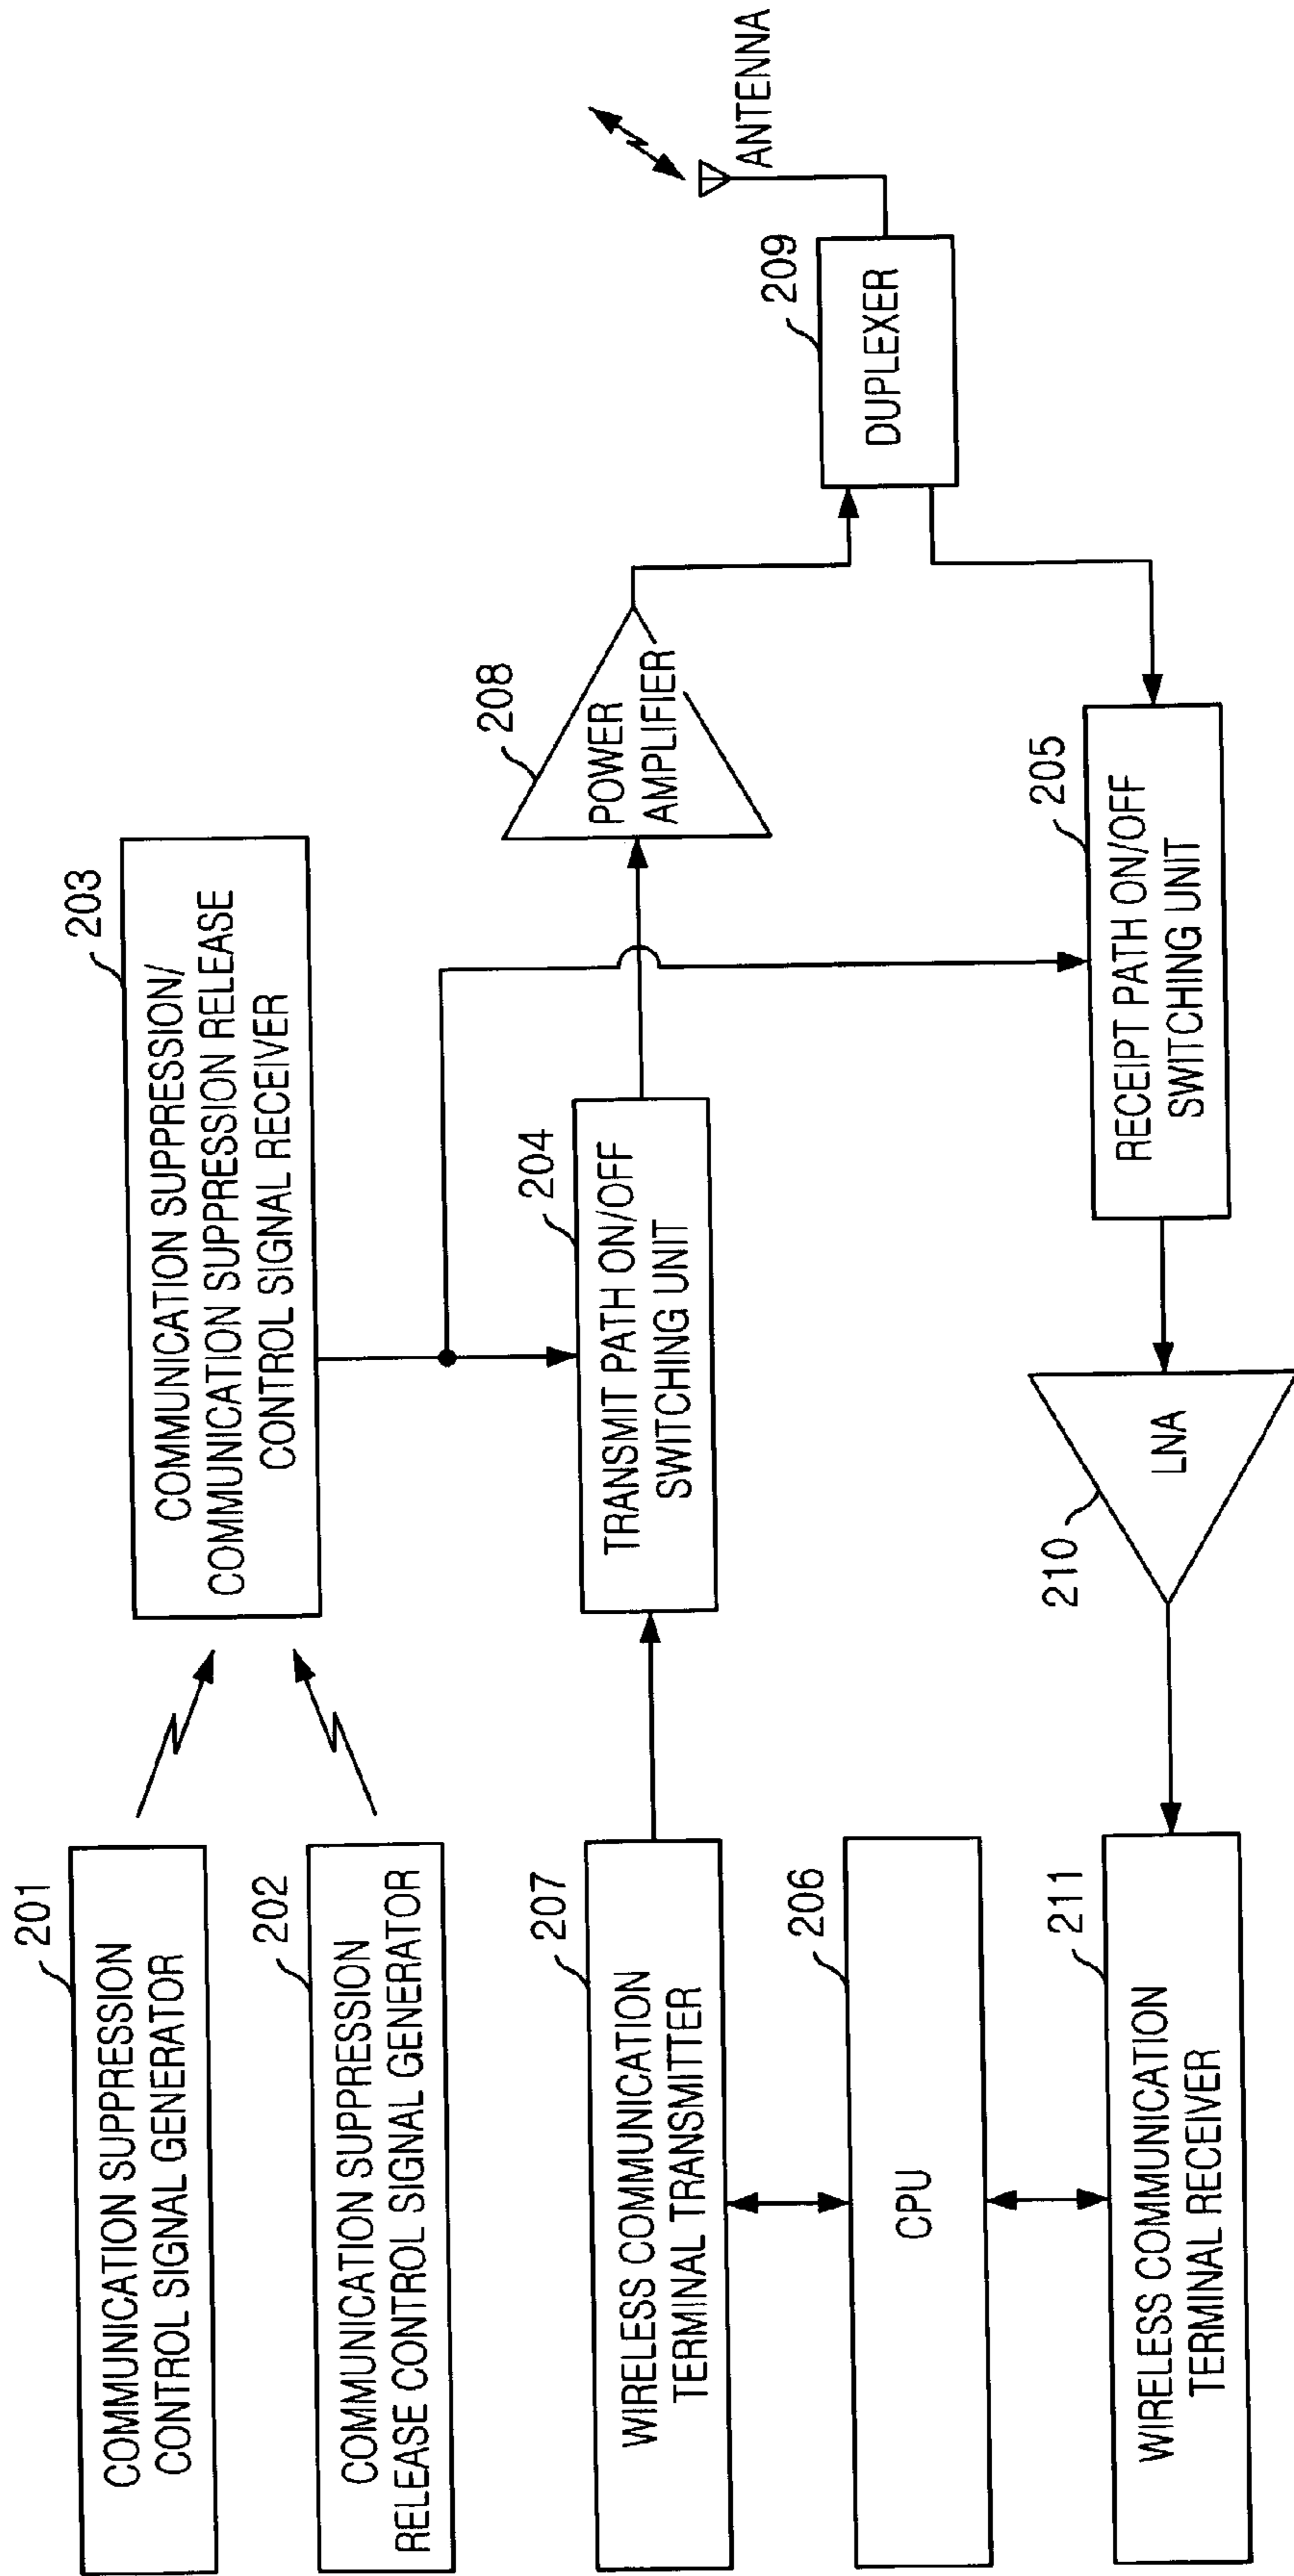 201
COMMUNICATION SUPPRESSION
CONTROL SIGNAL GENERATOR
202
COMMUNICATION SUPPRESSION
RELEASE CONTROL SIGNAL GENERATOR
203
COMMUNICATION SUPPRESSION/
COMMUNICATION SUPPRESSION RELEASE
CONTROL SIGNAL RECEIVER
207
WIRELESS COMMUNICATION
TERMINAL TRANSMITTER
204
TRANSMIT PATH ON/OFF
SWITCHING UNIT
208
POWER
AMPLIFIER
209
DUPLEXER
ANTENNA
206
CPU
211
WIRELESS COMMUNICATION
TERMINAL RECEIVER
210
LNA
205
RECEIPT PATH ON/OFF
SWITCHING UNIT